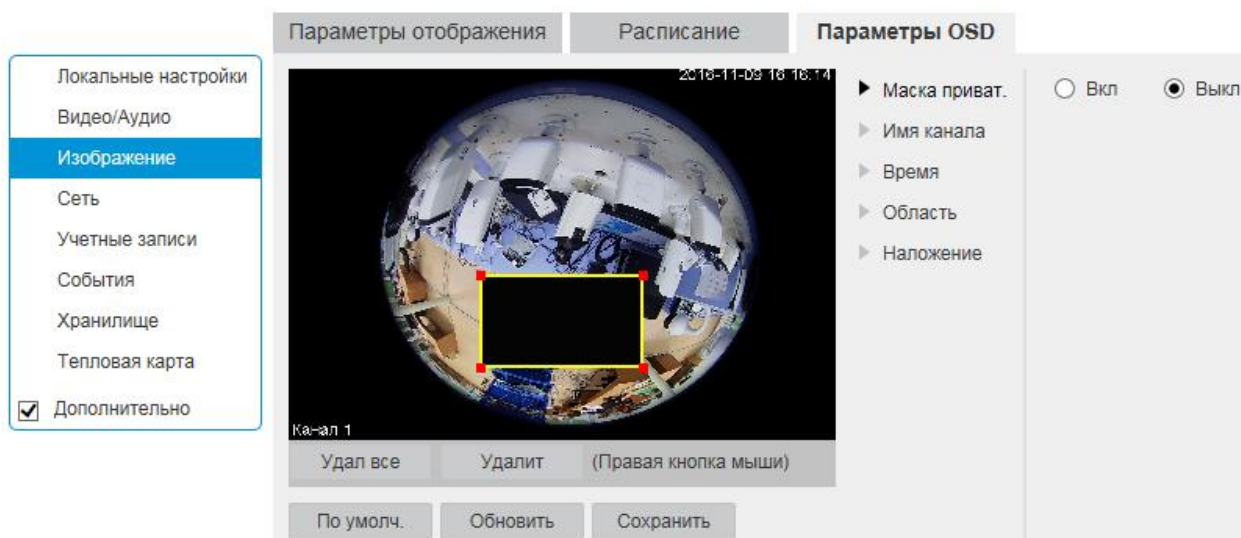 Параметры отображения
Расписание
Параметры OSD
Локальные настройки
Видео/Аудио
Изображение
Сеть
Учетные записи
События
Хранилище
Тепловая карта
Дополнительно
2016-11-09 16:16:14
Канал 1
Маска приват.
Имя канала
Время
Область
Наложение
Вкл
Выкл
Удал все
Удалит
(Правая кнопка мыши)
По умолч.
Обновить
Сохранить